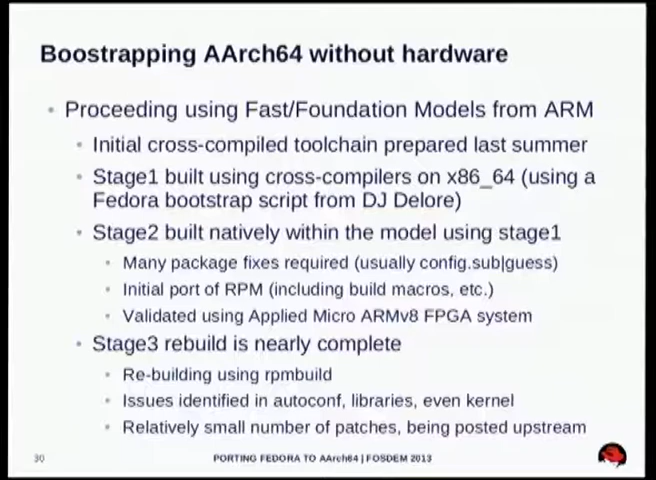 Boostrapping AArch64 without hardware
Proceeding using Fast/Foundation Models from ARM
Initial cross-compiled toolchain prepared last summer
Stage1 built using cross-compilers on x86_64 (using a
Fedora bootstrap script from DJ Delore)
Stage2 built natively within the model using stage1
Many package fixes required (usually config.sub|guess)
Initial port of RPM (including build macros, etc.)
Validated using Applied Micro ARMv8 FPGA system
Stage3 rebuild is nearly complete
Re-building using rpmbuild
Issues identified in autoconf, libraries, even kernel
Relatively small number of patches, being posted upstream
30 PORTING FEDORA TO AArch64 | FOSDEM 2013